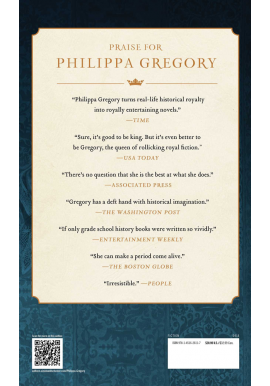 PRAISE FOR
PHILIPPA GREGORY
“Philippa Gregory turns real-life historical royalty
into royally entertaining novels.”
—TIME
“Sure, it's good to be king. But it's even better to
be Gregory, the queen of rollicking royal fiction.”
—USA TODAY
“There's no question that she is the best at what she does.”
—ASSOCIATED PRESS
“Gregory has a deft hand with historical imagination.”
—THE WASHINGTON POST
“If only grade school history books were written so vividly.”
—ENTERTAINMENT WEEKLY
“She can make a period come alive.”
—THE BOSTON GLOBE
“Irresistible.” —PEOPLE